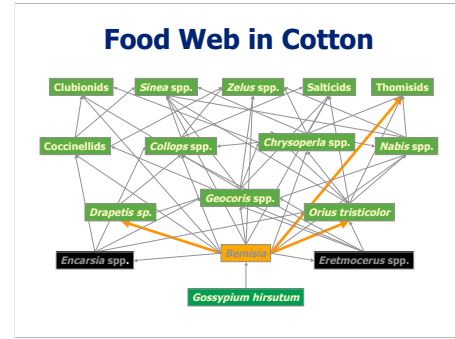 Food Web in Cotton
Clubionids Sinea spp. Zelus spp. Salticids Thomisids
Coccinellids Collops spp. Chrysoperla spp. Nabis spp.
Geocoris spp.
Drapetis sp. Orius tristicolor
Encarsia spp. Bemisia Eretmocerus spp.
Gossypium hirsutum